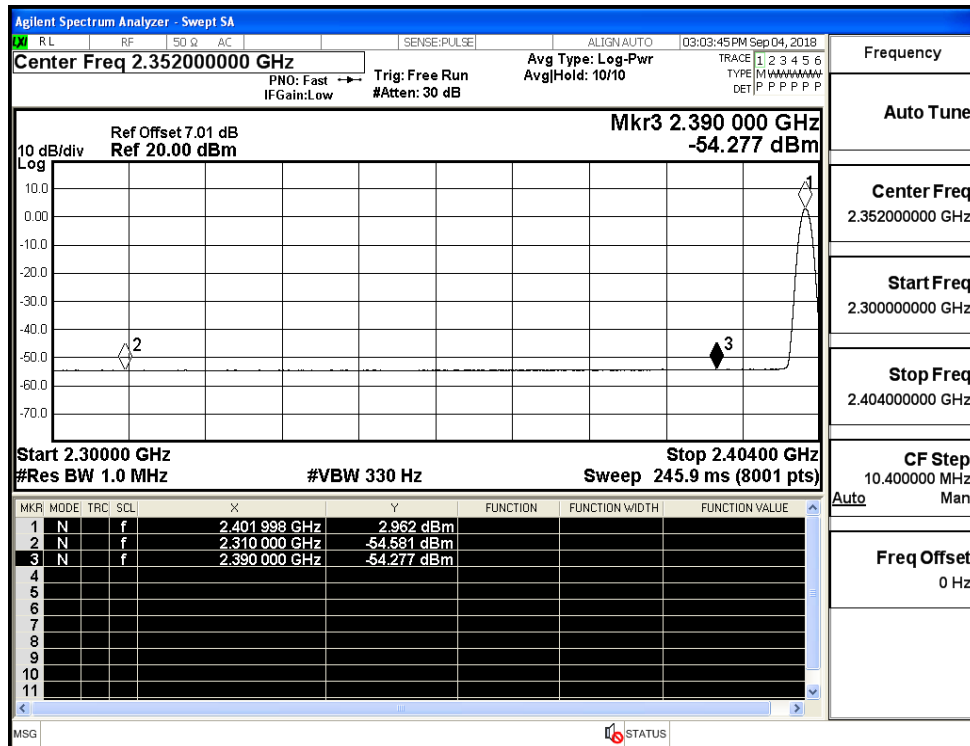 Agilent Spectrum Analyzer - Swept SA
LXI RL RF 50 Ω AC SENSE:PULSE ALIGN AUTO 03:03:45 PM Sep 04, 2018
Center Freq 2.352000000 GHz
PNO: Fast
IFGain:Low
Trig: Free Run
#Atten: 30 dB
Avg Type: Log-Pwr
Avg|Hold: 10/10
TRACE 1 2 3 4 5 6
TYPE M W W W W W
DET P P P P P P
Mkr3 2.390 000 GHz
-54.277 dBm
Ref Offset 7.01 dB
10 dB/div Ref 20.00 dBm
Log
10.0
0.00
-10.0
-20.0
-30.0
-40.0
-50.0
-60.0
-70.0
1
2
3
Start 2.30000 GHz Stop 2.40400 GHz
#Res BW 1.0 MHz #VBW 330 Hz Sweep 245.9 ms (8001 pts)
MKR MODE TRC SCL X Y FUNCTION FUNCTION WIDTH FUNCTION VALUE
1 N f 2.401 998 GHz 2.962 dBm
2 N f 2.310 000 GHz -54.581 dBm
3 N f 2.390 000 GHz -54.277 dBm
4
5
6
7
8
9
10
11
MSG STATUS
Frequency
Auto Tune
Center Freq
2.352000000 GHz
Start Freq
2.300000000 GHz
Stop Freq
2.404000000 GHz
CF Step
10.400000 MHz
Auto Man
Freq Offset
0 Hz